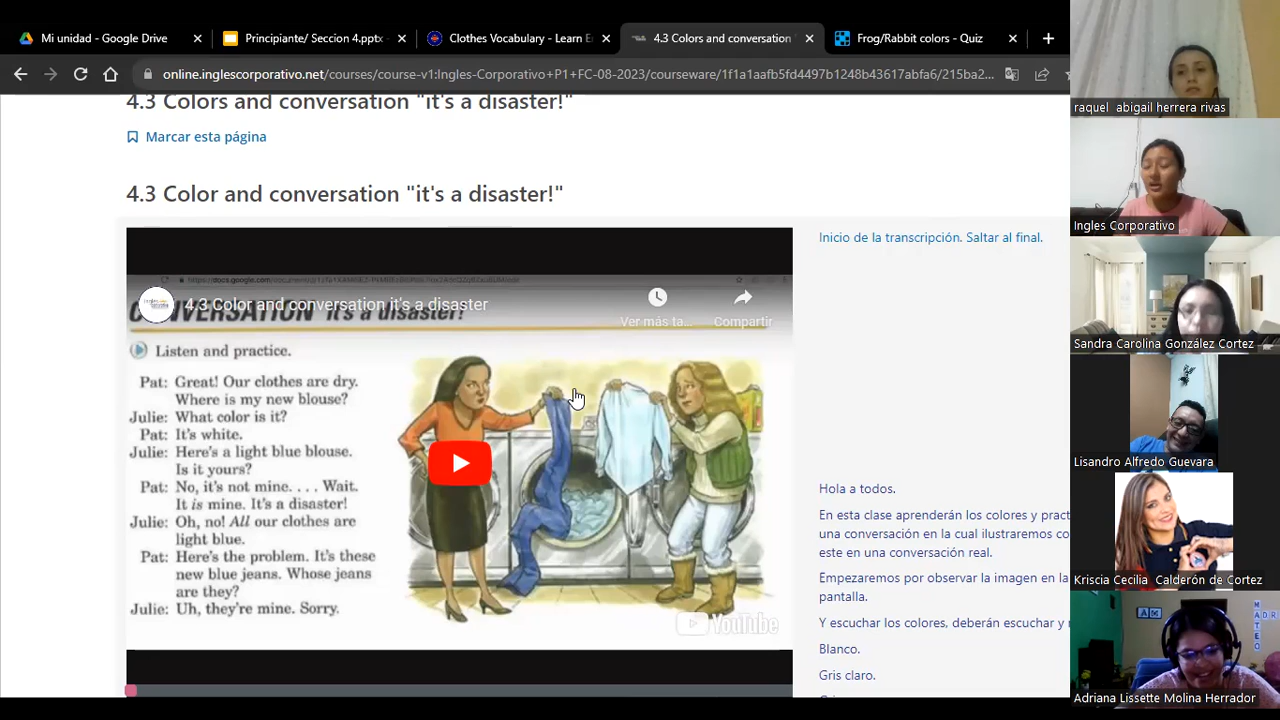 Mi unidad - Google Drive
Principiante/ Seccion 4.pptx
Clothes Vocabulary - Learn E
4.3 Colors and conversation
Frog/Rabbit colors - Quiz
online.inglescorporativo.net/courses/course-v1:Ingles-Corporativo+P1+FC-08-2023/courseware/1f1a1aafb5fd4497b1248b43617abfa6/215ba2...
4.3 Colors and conversation "it's a disaster!"
Marcar esta página
4.3 Color and conversation "it's a disaster!"
4.3 Color and conversation it's a disaster
Ver más ta...
Compartir
CONVERSATION It's a disaster!
Listen and practice.
Pat: Great! Our clothes are dry.
Where is my new blouse?
Julie: What color is it?
Pat: It's white.
Julie: Here's a light blue blouse.
Is it yours?
Pat: No, it's not mine. . . . Wait.
It is mine. It's a disaster!
Julie: Oh, no! All our clothes are
light blue.
Pat: Here's the problem. It's these
new blue jeans. Whose jeans
are they?
Julie: Uh, they're mine. Sorry.
YouTube
Inicio de la transcripción. Saltar al final.
Hola a todos.
En esta clase aprenderán los colores y pract
una conversación en la cual ilustraremos co
este en una conversación real.
Empezaremos por observar la imagen en la
pantalla.
Y escuchar los colores, deberán escuchar y r
Blanco.
Gris claro.
raquel abigail herrera rivas
Ingles Corporativo
Sandra Carolina González Cortez
Lisandro Alfredo Guevara
Kriscia Cecilia Calderón de Cortez
MATEO
Adriana Lissette Molina Herrador